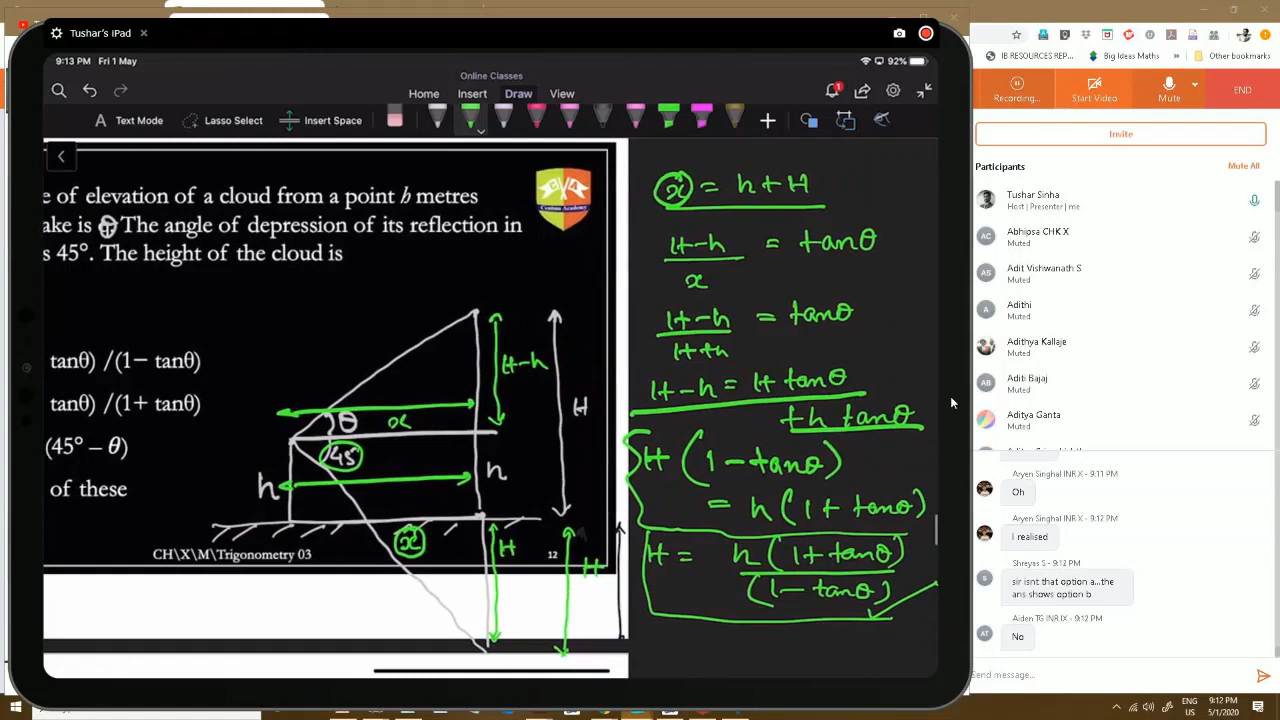 Tushar's iPad
9:13 PM Fri 1 May
92%
Online Classes
Home Insert Draw View
1
Text Mode Lasso Select Insert Space
e of elevation of a cloud from a point h metres
ake is θ The angle of depression of its reflection in
s 45°. The height of the cloud is
Centum Academy
tanθ) /(1− tanθ)
tanθ) /(1+ tanθ)
(45° − θ)
of these
θ
x
45
h
h
H-h
H
x
H
H
CH\X\M\Trigonometry 03
12
x = h+H
H-h
= tanθ
x
H-h
= tanθ
H+h
H-h = H tanθ
+h tanθ
H (1-tanθ)
= h(1+ tanθ)
H = h(1+tanθ)
(1- tanθ)
IB RESOURCES REP... Big Ideas Maths » Other bookmarks
Recording... Start Video Mute END
Invite
Participants Mute All
Tushar Sinha
Host | Presenter | me
AC
Abhipsa CHK X
Muted
AS
Adit Vishwanath S
Muted
A
Adithi
Muted
Adithya Kallaje
Muted
AB
Aditi Bajaj
Muted
Aditya Ganta
Muted
Aryen Singhal INR X - 9:11 PM
Oh
Aryen Singhal INR X - 9:12 PM
I realised
Shreyas S - 9:12 PM
S
sir isnt that option a...the
ans shows option b
Aiden TG INR IX - 9:12 PM
AT
No
Send message...
ENG 9:12 PM
US 5/1/2020